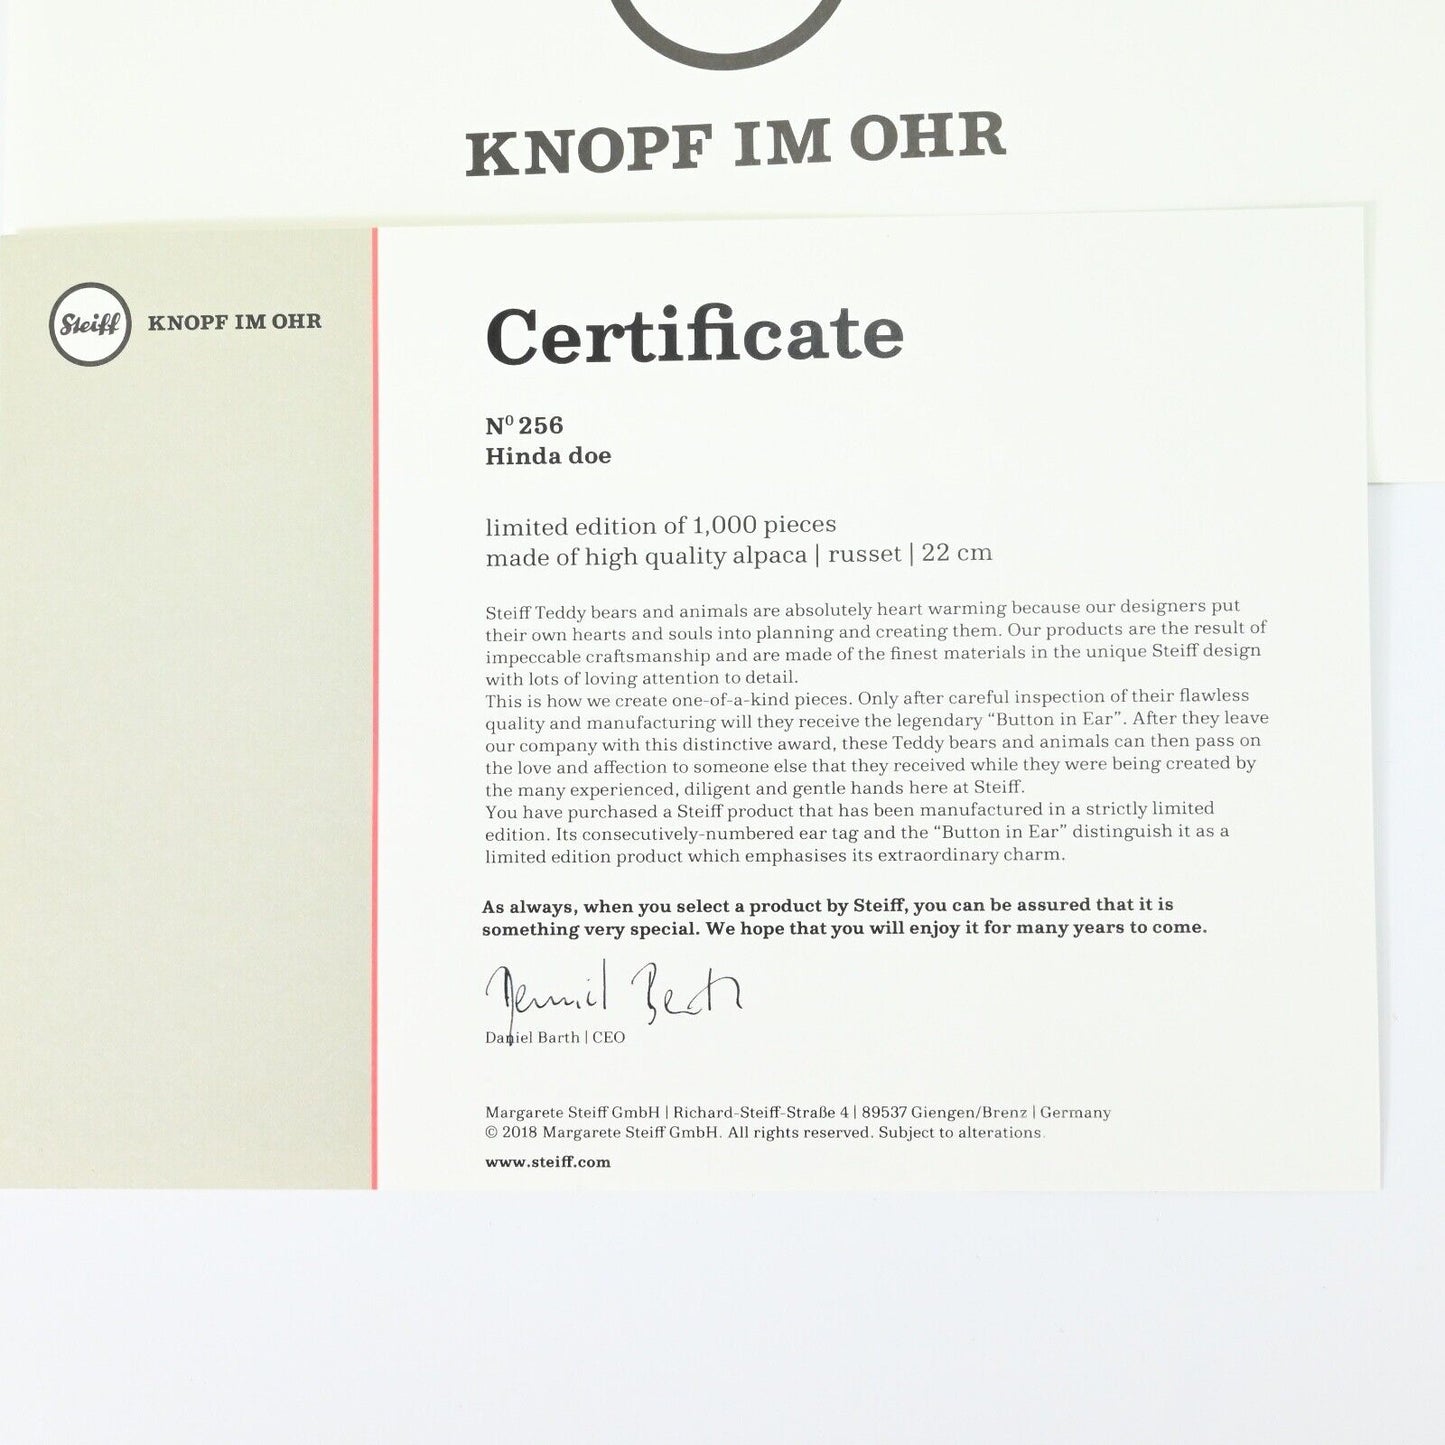 KNOPF IM OHR
Steiff KNOPF IM OHR
Certificate
Nº 256
Hinda doe
limited edition of 1,000 pieces
made of high quality alpaca | russet | 22 cm
Steiff Teddy bears and animals are absolutely heart warming because our designers put
their own hearts and souls into planning and creating them. Our products are the result of
impeccable craftsmanship and are made of the finest materials in the unique Steiff design
with lots of loving attention to detail.
This is how we create one-of-a-kind pieces. Only after careful inspection of their flawless
quality and manufacturing will they receive the legendary “Button in Ear”. After they leave
our company with this distinctive award, these Teddy bears and animals can then pass on
the love and affection to someone else that they received while they were being created by
the many experienced, diligent and gentle hands here at Steiff.
You have purchased a Steiff product that has been manufactured in a strictly limited
edition. Its consecutively-numbered ear tag and the “Button in Ear” distinguish it as a
limited edition product which emphasises its extraordinary charm.
As always, when you select a product by Steiff, you can be assured that it is
something very special. We hope that you will enjoy it for many years to come.
Daniel Barth
Daniel Barth | CEO
Margarete Steiff GmbH | Richard-Steiff-Straße 4 | 89537 Giengen/Brenz | Germany
© 2018 Margarete Steiff GmbH. All rights reserved. Subject to alterations.
www.steiff.com